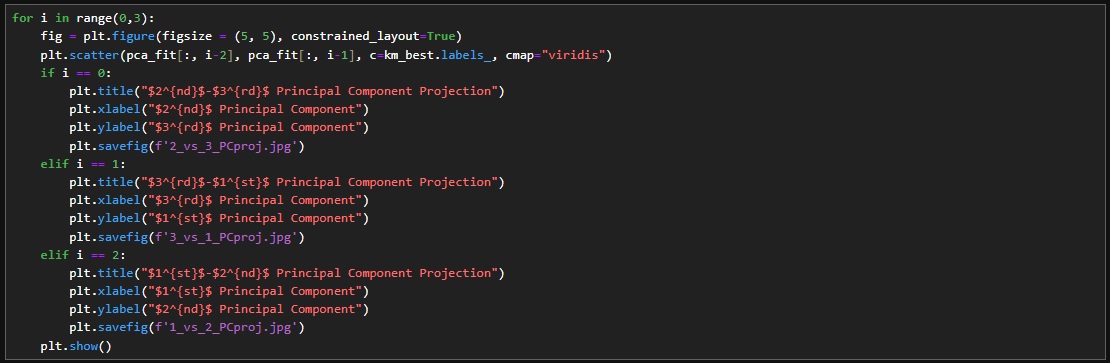 for i in range(0,3):
    fig = plt.figure(figsize = (5, 5), constrained_layout=True)
    plt.scatter(pca_fit[:, i-2], pca_fit[:, i-1], c=km_best.labels_, cmap="viridis")
    if i == 0:
        plt.title("$2^{nd}$-$3^{rd}$ Principal Component Projection")
        plt.xlabel("$2^{nd}$ Principal Component")
        plt.ylabel("$3^{rd}$ Principal Component")
        plt.savefig(f'2_vs_3_PCproj.jpg')
    elif i == 1:
        plt.title("$3^{rd}$-$1^{st}$ Principal Component Projection")
        plt.xlabel("$3^{rd}$ Principal Component")
        plt.ylabel("$1^{st}$ Principal Component")
        plt.savefig(f'3_vs_1_PCproj.jpg')
    elif i == 2:
        plt.title("$1^{st}$-$2^{nd}$ Principal Component Projection")
        plt.xlabel("$1^{st}$ Principal Component")
        plt.ylabel("$2^{nd}$ Principal Component")
        plt.savefig(f'1_vs_2_PCproj.jpg')
    plt.show()